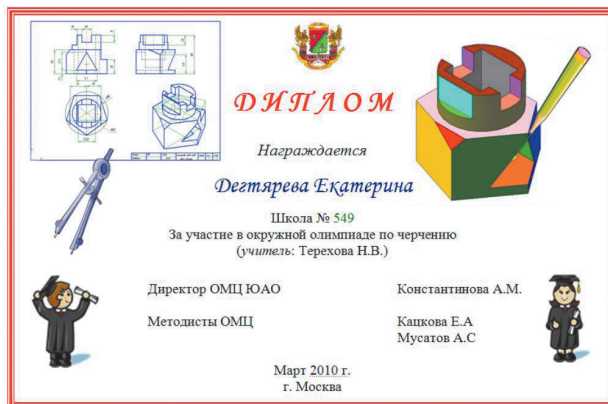 ДИПЛОМ
Награждается
Дегтярева Екатерина
Школа № 549
За участие в окружной олимпиаде по черчению
(учитель: Терехова Н.В.)
Директор ОМЦ ЮАО Константинова А.М.
Методисты ОМЦ Кацкова Е.А
Мусатов А.С
Март 2010 г.
г. Москва